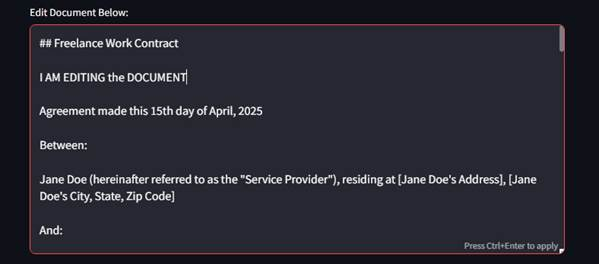 Edit Document Below:
## Freelance Work Contract
I AM EDITING the DOCUMENT
Agreement made this 15th day of April, 2025
Between:
Jane Doe (hereinafter referred to as the "Service Provider"), residing at [Jane Doe's Address], [Jane
Doe's City, State, Zip Code]
And:
Press Ctrl+Enter to apply